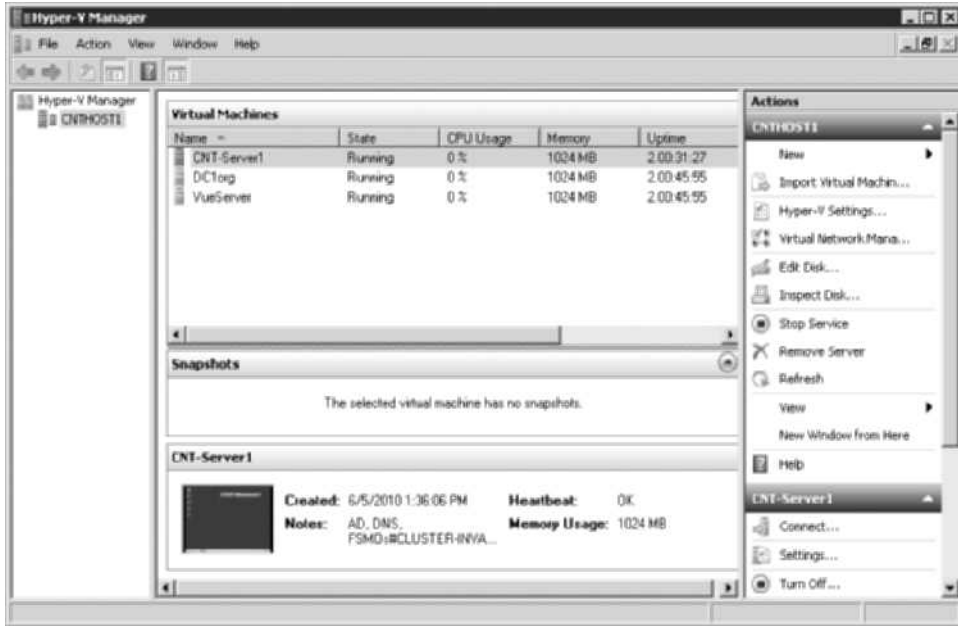 Hyper-V Manager
File Action View Window Help
Hyper-V Manager
CNTHOST1
Virtual Machines
Name State CPU Usage Memory Uptime
CNT-Server1 Running 0 % 1024 MB 2.00:31:27
DC1org Running 0 % 1024 MB 2.00:45:55
VueServer Running 0 % 1024 MB 2.00:45:55
Snapshots
The selected virtual machine has no snapshots.
CNT-Server1
Created: 6/5/2010 1:36:06 PM Heartbeat: OK
Notes: AD, DNS, Memory Usage: 1024 MB
FSMOs#CLUSTER-INVA...
Actions
CNTHOST1
New
Import Virtual Machin...
Hyper-V Settings...
Virtual Network Mana...
Edit Disk...
Inspect Disk...
Stop Service
Remove Server
Refresh
View
New Window from Here
Help
CNT-Server1
Connect...
Settings...
Turn Off...